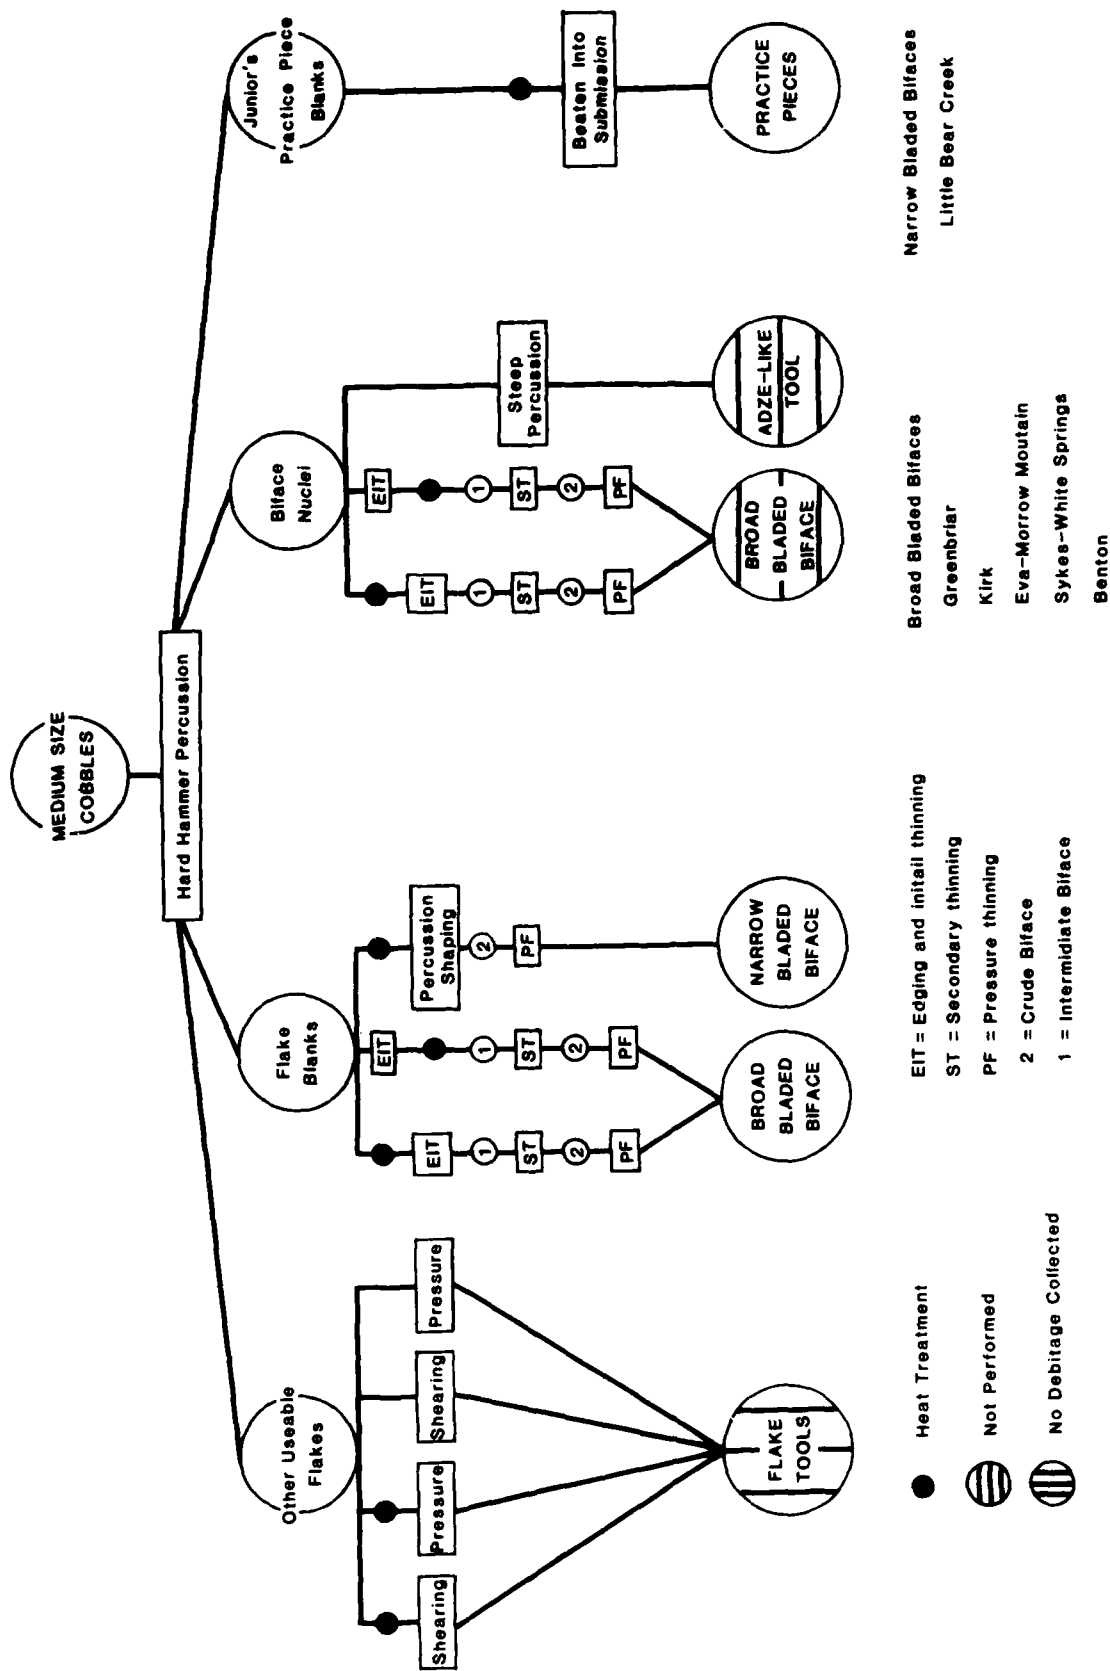 MEDIUM SIZE
COBBLES
Hard Hammer Percussion
Other Useable
Flakes
Flake
Blanks
Biface
Nuclei
Junior's
Practice Piece
Blanks
Shearing
Pressure
Shearing
Pressure
EIT
1
ST
2
PF
EIT
1
ST
2
PF
Percussion
Shaping
2
PF
EIT
1
ST
2
PF
EIT
1
ST
2
PF
Steep
Percussion
Beaten Into
Submission
FLAKE
TOOLS
BROAD
BLADED
BIFACE
NARROW
BLADED
BIFACE
BROAD
BLADED
BIFACE
ADZE-LIKE
TOOL
PRACTICE
PIECES
Heat Treatment
Not Performed
No Debitage Collected
EIT = Edging and initail thinning
ST = Secondary thinning
PF = Pressure thinning
2 = Crude Biface
1 = Intermidiate Biface
Broad Bladed Bifaces
Greenbriar
Kirk
Eva-Morrow Moutain
Sykes-White Springs
Benton
Narrow Bladed Bifaces
Little Bear Creek